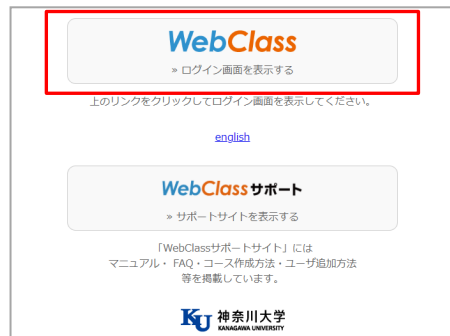 WebClass
» ログイン画面を表示する
上のリンクをクリックしてログイン画面を表示してください。
english
WebClassサポート
» サポートサイトを表示する
「WebClassサポートサイト」には
マニュアル・ FAQ・コース作成方法・ユーザ追加方法
等を掲載しています。
KU 神奈川大学
KANAGAWA UNIVERSITY